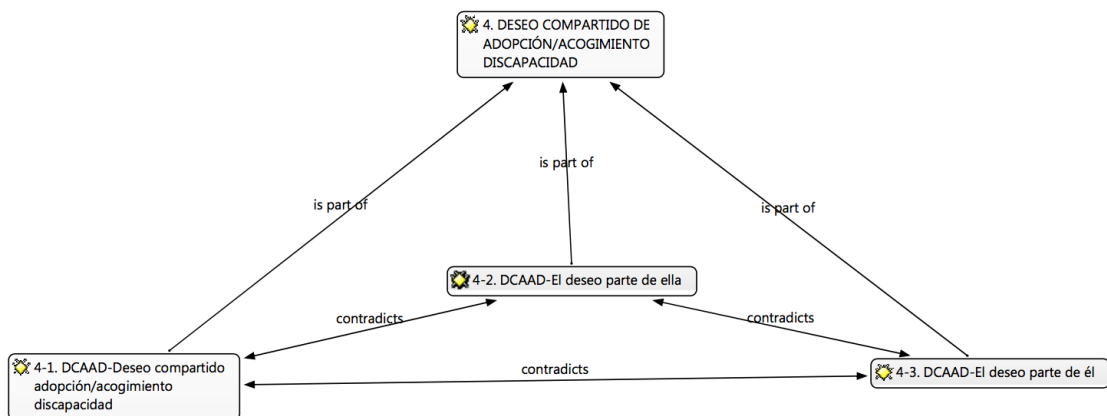 4. DESEO COMPARTIDO DE
ADOPCIÓN/ACOGIMIENTO
DISCAPACIDAD
is part of
is part of
is part of
4-2. DCAAD-El deseo parte de ella
contradicts
contradicts
4-1. DCAAD-Deseo compartido
adopción/acogimiento
discapacidad
contradicts
4-3. DCAAD-El deseo parte de él